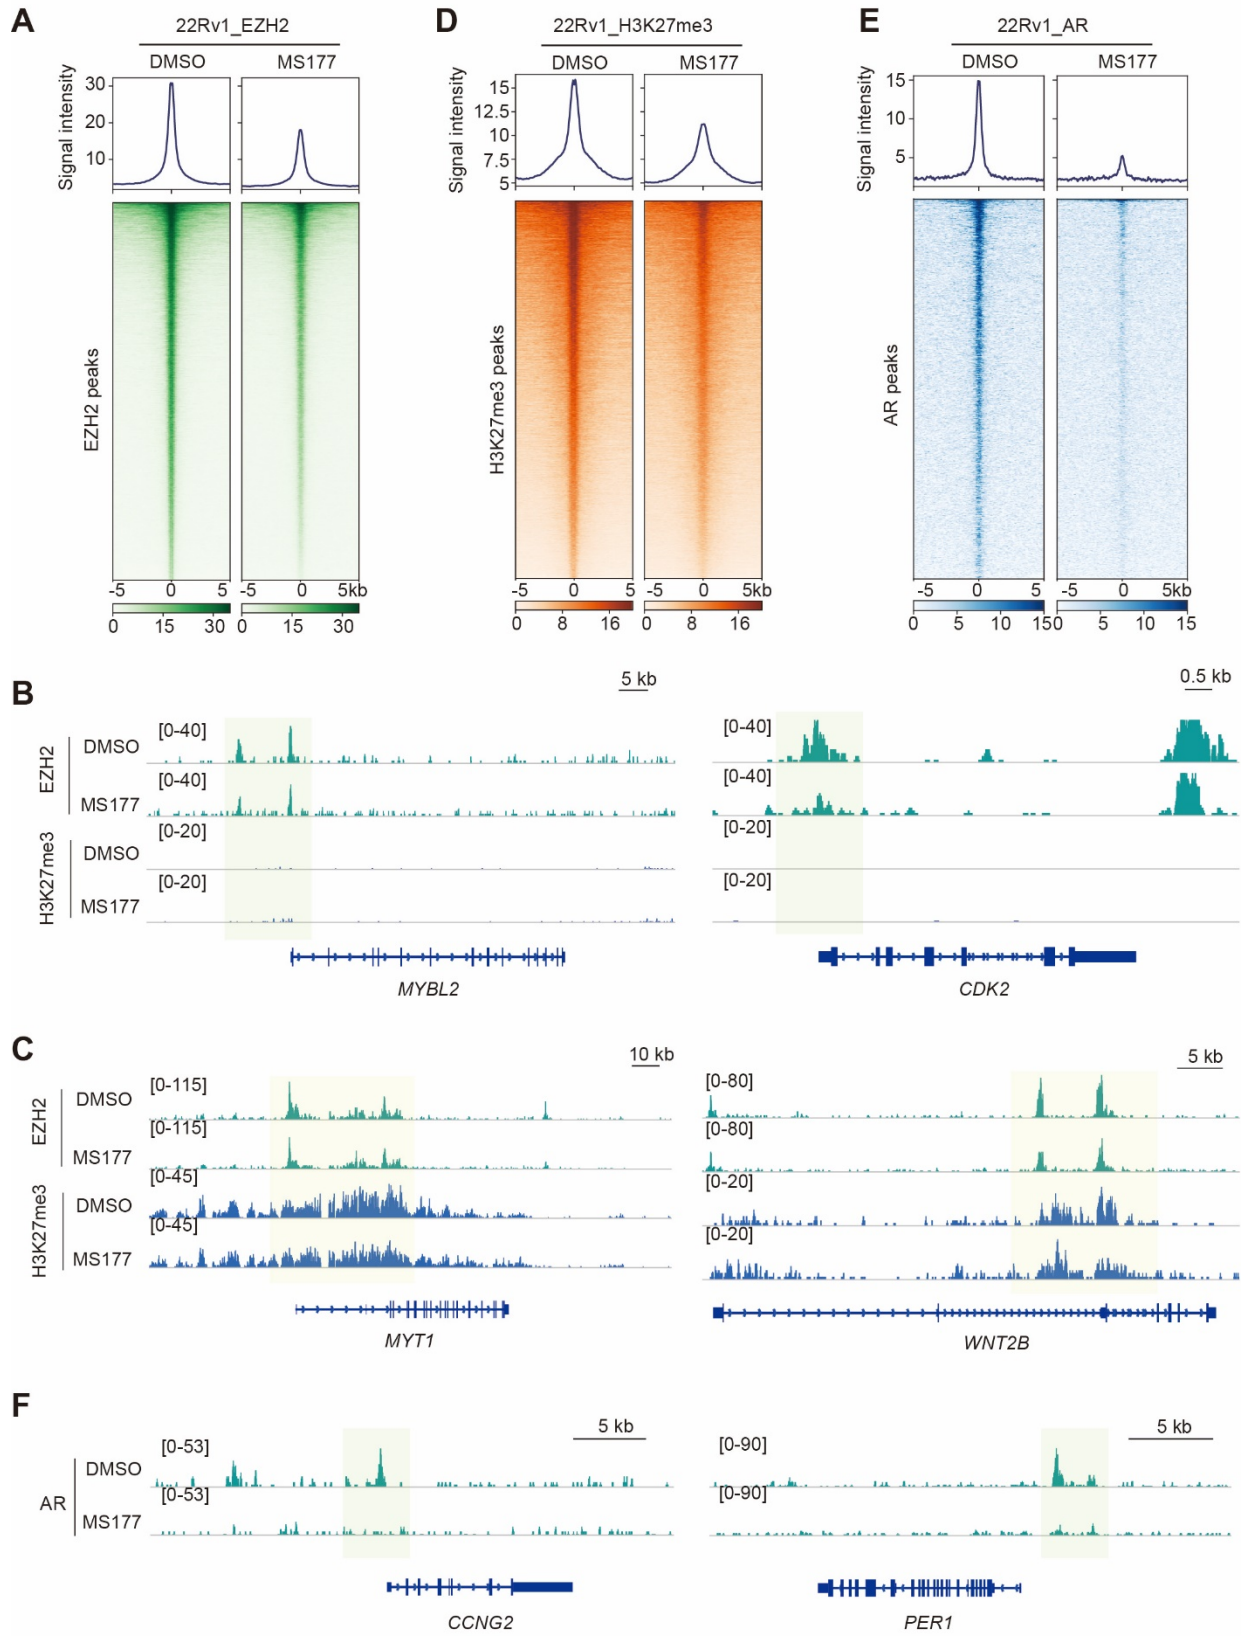 A
22Rv1_EZH2
DMSO
MS177
Signal intensity
30
20
10
EZH2 peaks
-5 0 5
-5 0 5kb
0 15 30
0 15 30
D
22Rv1_H3K27me3
DMSO
MS177
Signal intensity
15
12.5
10
7.5
5
H3K27me3 peaks
-5 0 5
-5 0 5kb
0 8 16
0 8 16
E
22Rv1_AR
DMSO
MS177
Signal intensity
15
10
5
AR peaks
-5 0 5
-5 0 5kb
0 5 10 15
0 5 10 15
B
5 kb
EZH2
DMSO
[0-40]
MS177
[0-40]
H3K27me3
DMSO
[0-20]
MS177
[0-20]
MYBL2
0.5 kb
[0-40]
[0-40]
[0-20]
[0-20]
CDK2
C
10 kb
EZH2
DMSO
[0-115]
MS177
[0-115]
H3K27me3
DMSO
[0-45]
MS177
[0-45]
MYT1
5 kb
[0-80]
[0-80]
[0-20]
[0-20]
WNT2B
F
5 kb
AR
DMSO
[0-53]
MS177
[0-53]
CCNG2
5 kb
[0-90]
[0-90]
PER1